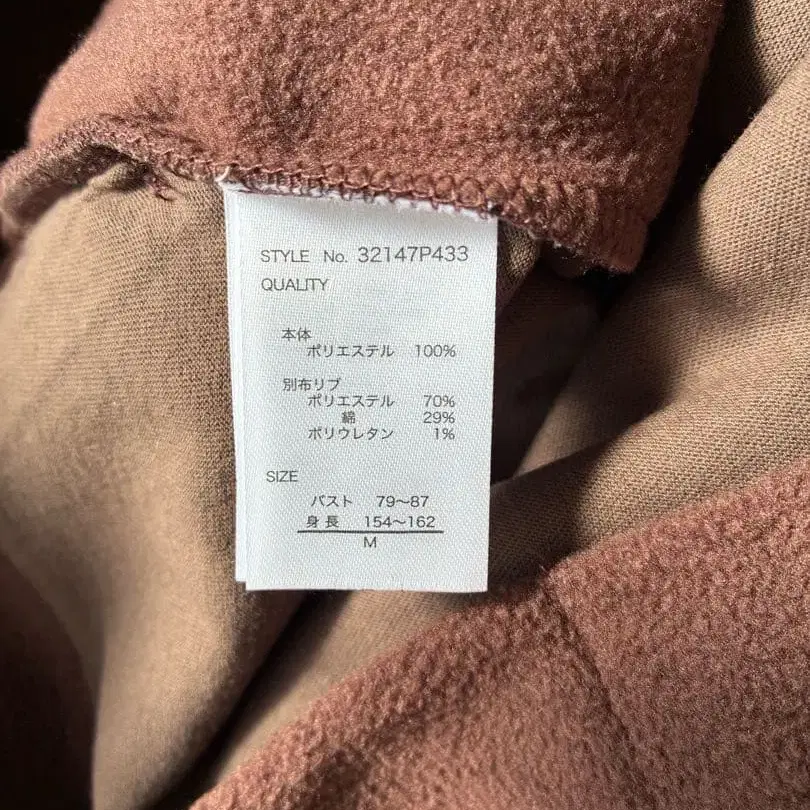 STYLE No. 32147P433
QUALITY
本体
ポリエステル 100%
別布リブ
ポリエステル 70%
綿 29%
ポリウレタン 1%
SIZE
バスト 79〜87
身長 154〜162
M